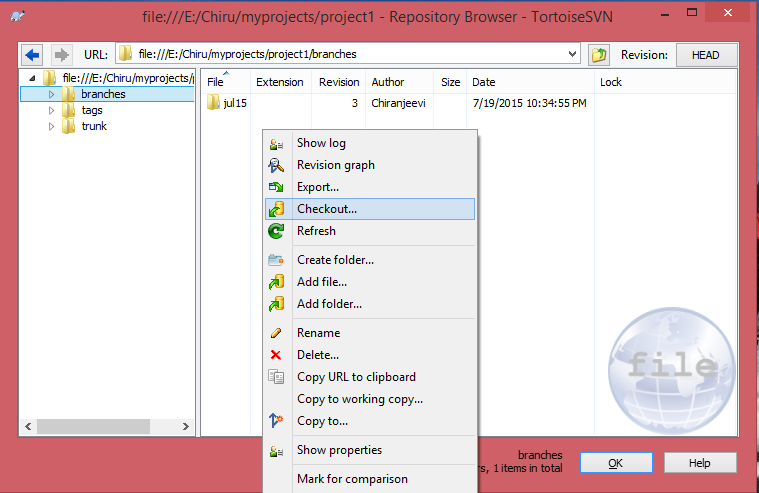 file:///E:/Chiru/myprojects/project1 - Repository Browser - TortoiseSVN
URL: file:///E:/Chiru/myprojects/project1/branches Revision: HEAD
file:///E:/Chiru/myprojects/
branches
tags
trunk
File Extension Revision Author Size Date Lock
jul15 3 Chiranjeevi 7/19/2015 10:34:55 PM
Show log
Revision graph
Export...
Checkout...
Refresh
Create folder...
Add file...
Add folder...
Rename
Delete...
Copy URL to clipboard
Copy to working copy...
Copy to...
Show properties
Mark for comparison
file
branches
rs, 1 items in total
OK
Help